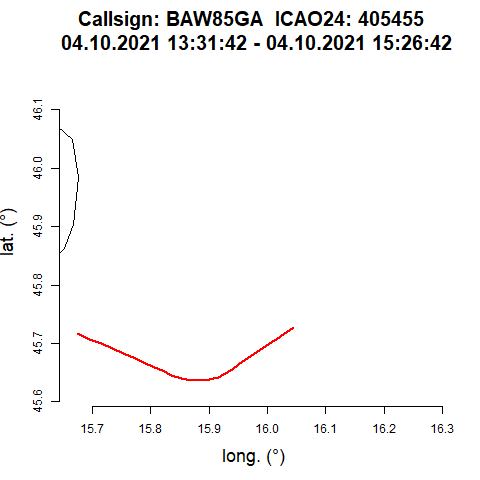 Callsign: BAW85GA  ICAO24: 405455
04.10.2021 13:31:42 - 04.10.2021 15:26:42
46.1
46.0
45.9
45.8
45.7
45.6
lat. (°)
15.7 15.8 15.9 16.0 16.1 16.2 16.3
long. (°)